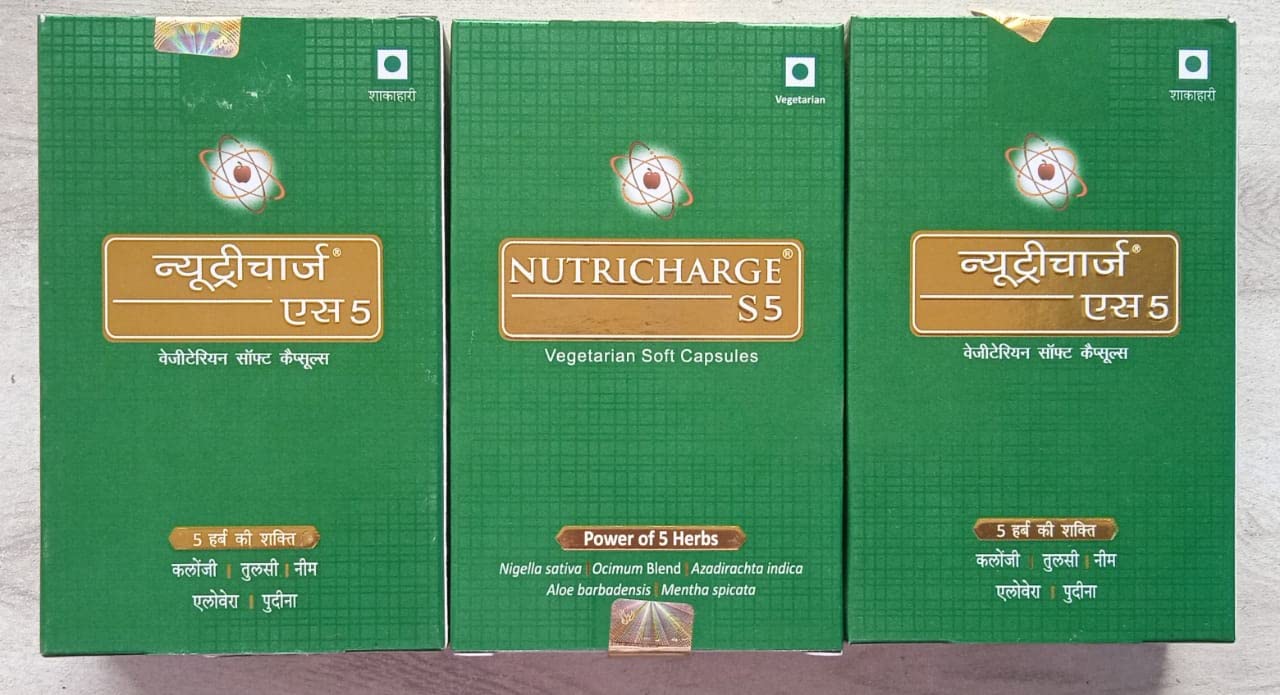 शाकाहारी
न्यूट्रीचार्ज®
एस 5
वेजीटेरियन सॉफ्ट कैप्सूल्स
5 हर्ब की शक्ति
कलोंजी | तुलसी | नीम
एलोवेरा | पुदीना
Vegetarian
NUTRICHARGE®
S5
Vegetarian Soft Capsules
Power of 5 Herbs
Nigella sativa | Ocimum Blend | Azadirachta indica
Aloe barbadensis | Mentha spicata
शाकाहारी
न्यूट्रीचार्ज®
एस 5
वेजीटेरियन सॉफ्ट कैप्सूल्स
5 हर्ब की शक्ति
कलोंजी | तुलसी | नीम
एलोवेरा | पुदीना